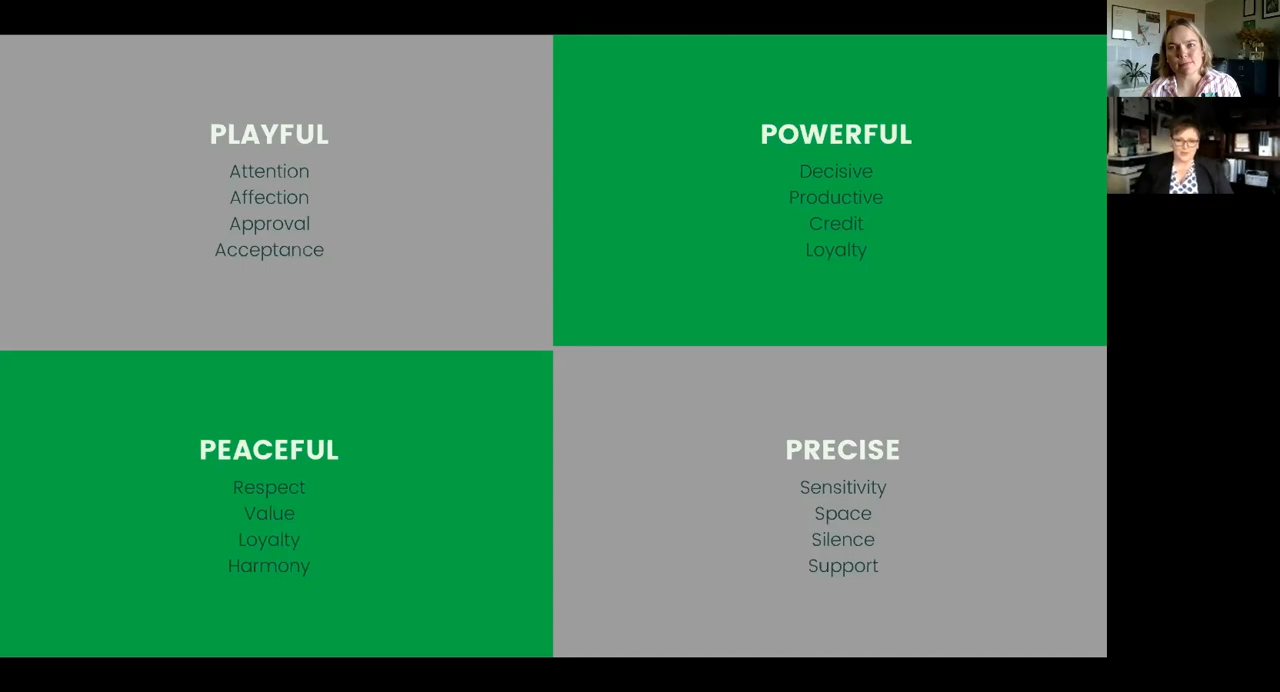 PLAYFUL
Attention
Affection
Approval
Acceptance
POWERFUL
Decisive
Productive
Credit
Loyalty
PEACEFUL
Respect
Value
Loyalty
Harmony
PRECISE
Sensitivity
Space
Silence
Support